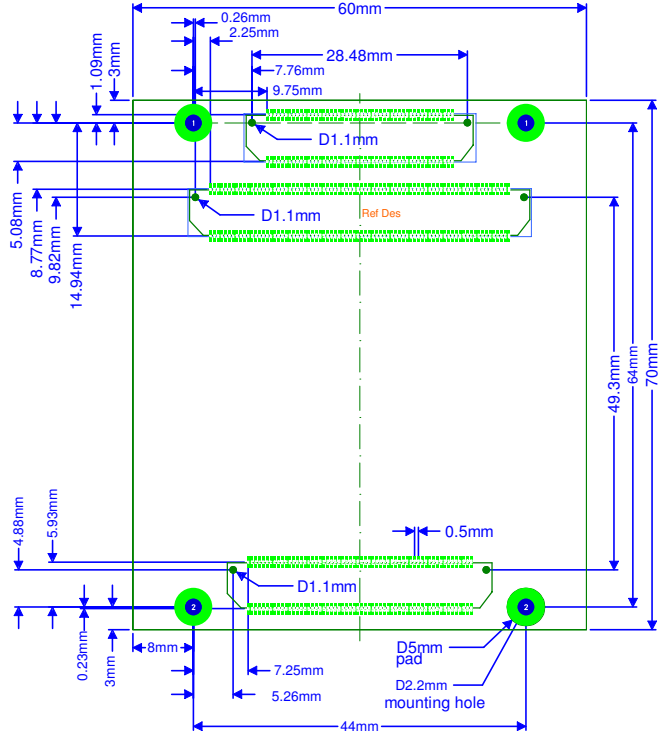 60mm
0.26mm
2.25mm
28.48mm
7.76mm
9.75mm
1.09mm
3mm
1
1
D1.1mm
D1.1mm
Ref Des
5.08mm
8.77mm
9.82mm
14.94mm
49.3mm
64mm
70mm
4.88mm
5.93mm
0.5mm
D1.1mm
2
2
0.23mm
3mm
8mm
7.25mm
5.26mm
D5mm
pad
D2.2mm
mounting hole
44mm